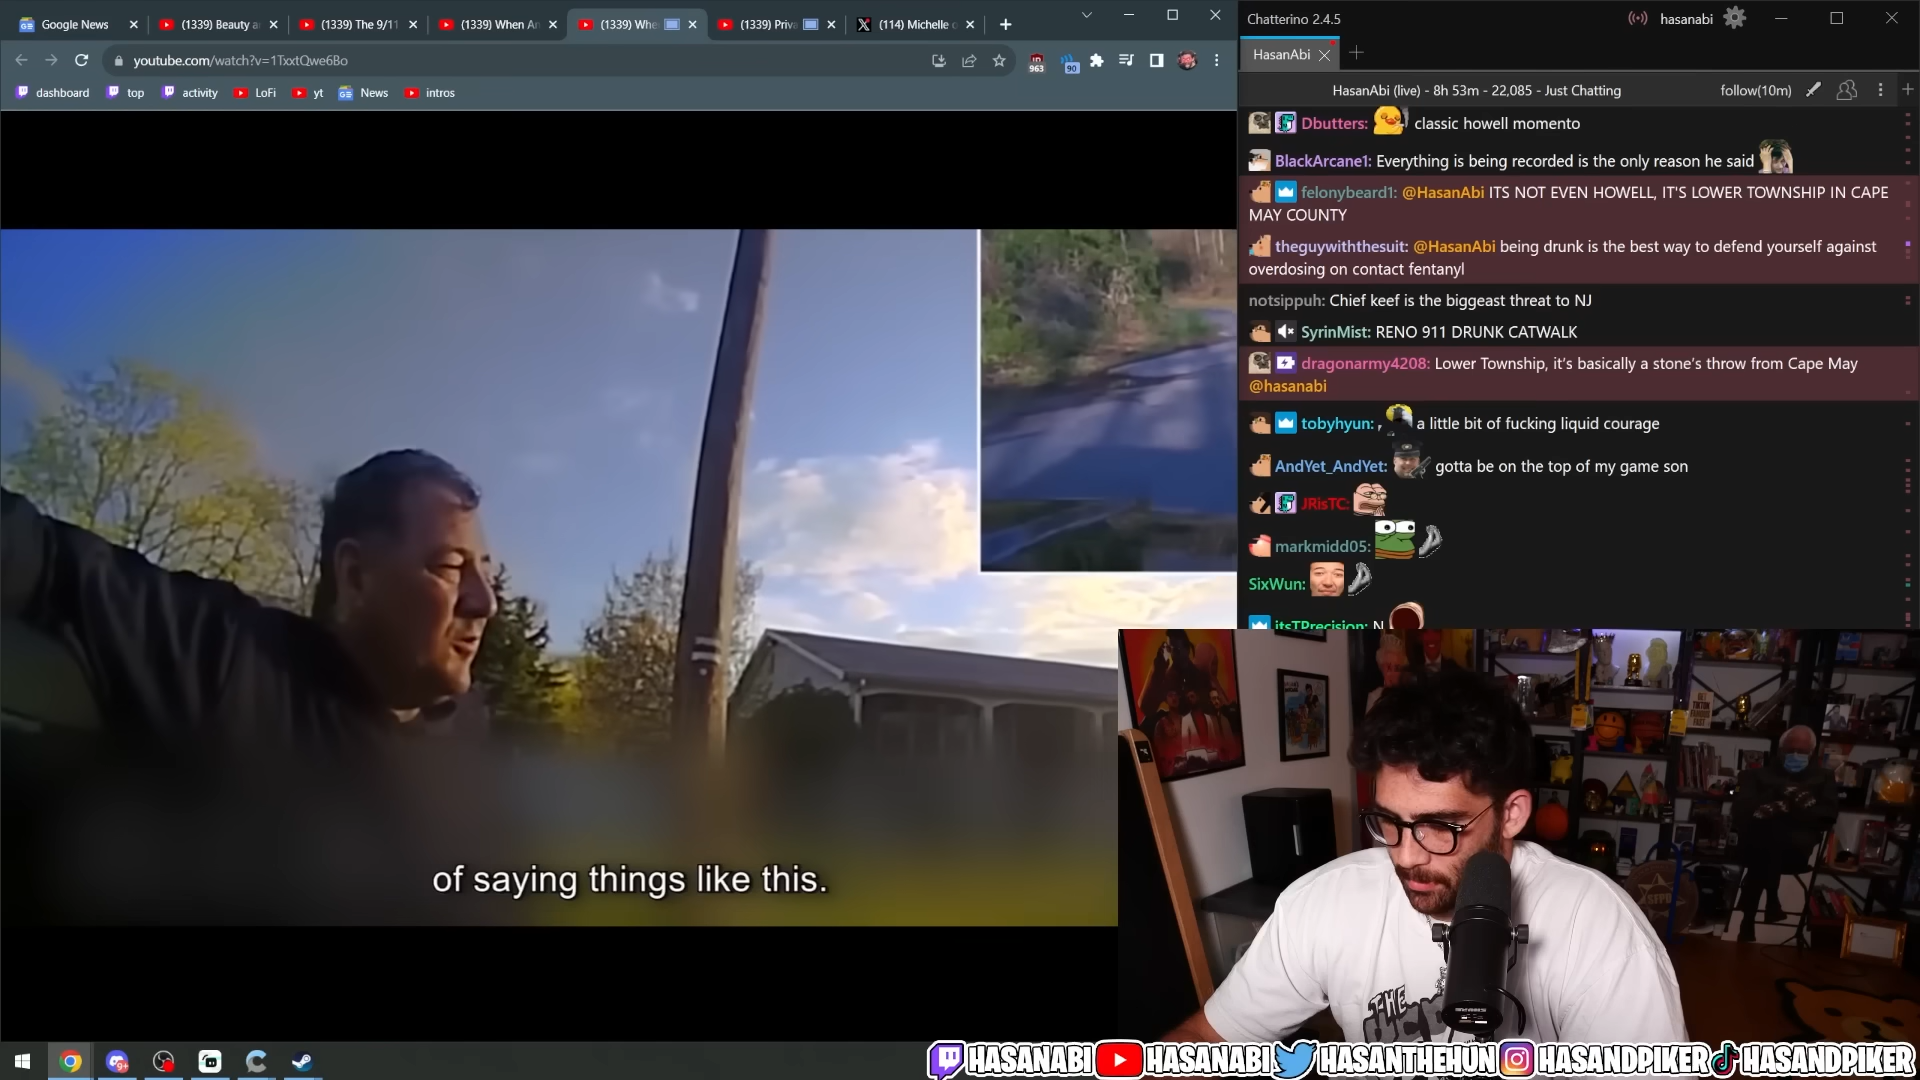 Google News
(1339) Beauty a
(1339) The 9/11
(1339) When An
(1339) Whe
(1339) Priva
(114) Michelle o
youtube.com/watch?v=1TxxtQwe6Bo
963
90
dashboard
top
activity
LoFi
yt
News
intros
of saying things like this.
Chatterino 2.4.5
hasanabi
HasanAbi
HasanAbi (live) - 8h 53m - 22,085 - Just Chatting
follow(10m)
Dbutters: classic howell momento
BlackArcane1: Everything is being recorded is the only reason he said
felonybeard1: @HasanAbi ITS NOT EVEN HOWELL, IT'S LOWER TOWNSHIP IN CAPE
MAY COUNTY
theguywiththesuit: @HasanAbi being drunk is the best way to defend yourself against
overdosing on contact fentanyl
notsippuh: Chief keef is the biggeast threat to NJ
SyrinMist: RENO 911 DRUNK CATWALK
dragonarmy4208: Lower Township, it's basically a stone's throw from Cape May
@hasanabi
tobyhyun: a little bit of fucking liquid courage
AndYet_AndYet: gotta be on the top of my game son
JRisTC:
markmidd05:
SixWun:
itsTPrecision: N
THE
HASANABI HASANABI HASANTHEHUN HASANDPIKER HASANDPIKER